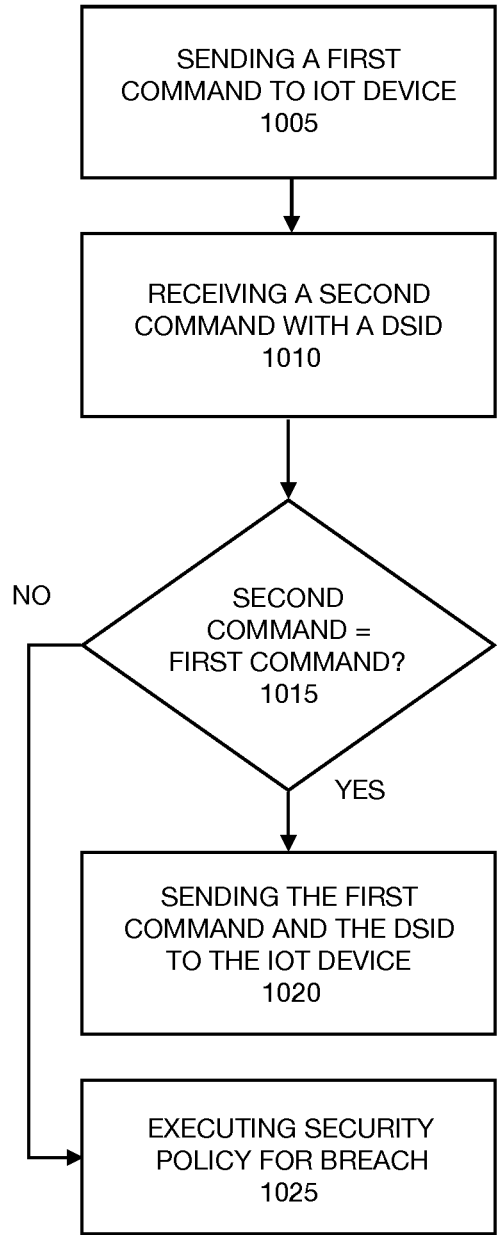 SENDING A FIRST
COMMAND TO IOT DEVICE
1005
RECEIVING A SECOND
COMMAND WITH A DSID
1010
NO
SECOND
COMMAND =
FIRST COMMAND?
1015
YES
SENDING THE FIRST
COMMAND AND THE DSID
TO THE IOT DEVICE
1020
EXECUTING SECURITY
POLICY FOR BREACH
1025